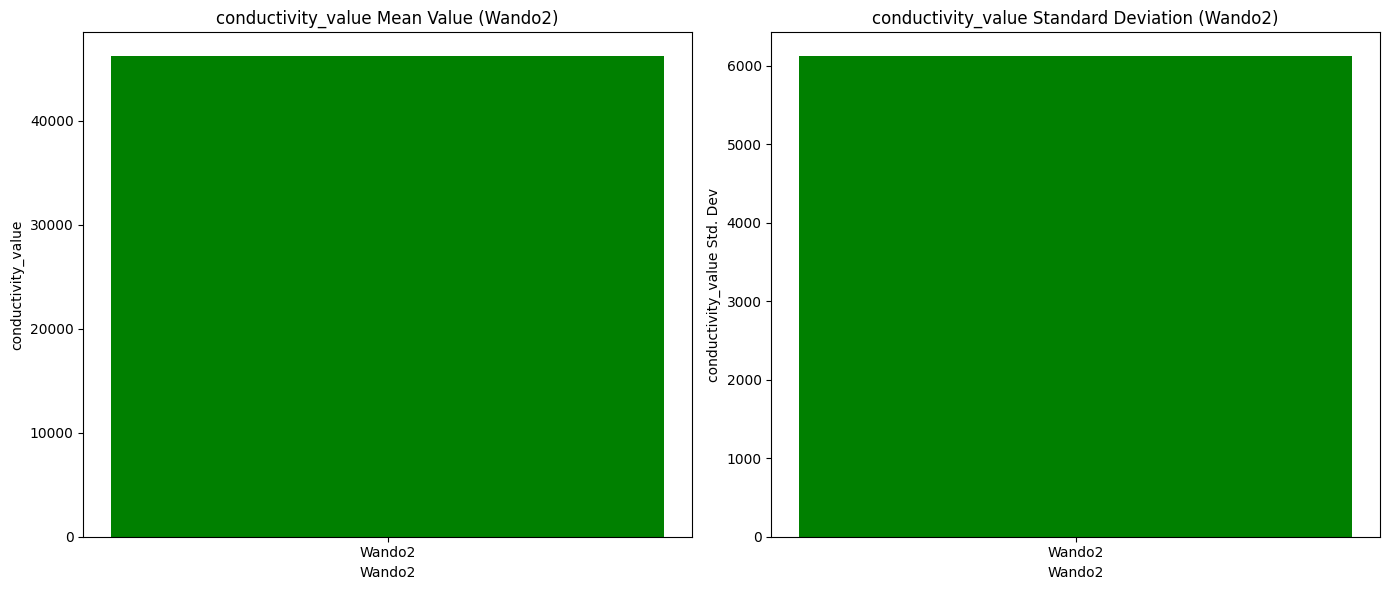 conductivity_value Mean Value (Wando2)
conductivity_value
40000
30000
20000
10000
0
Wando2
Wando2
conductivity_value Standard Deviation (Wando2)
conductivity_value Std. Dev
6000
5000
4000
3000
2000
1000
0
Wando2
Wando2